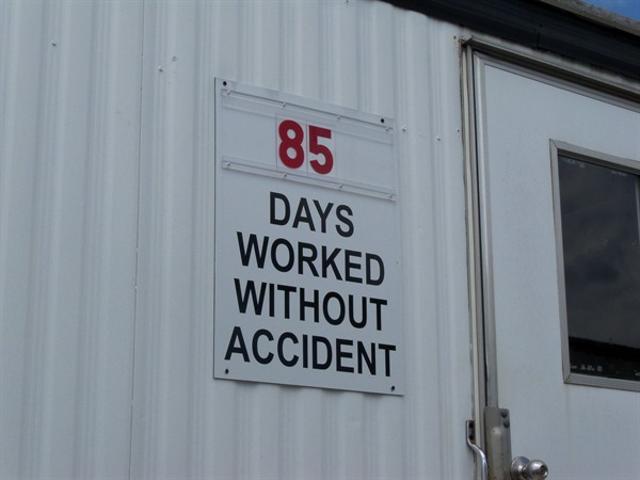 85
DAYS
WORKED
WITHOUT
ACCIDENT